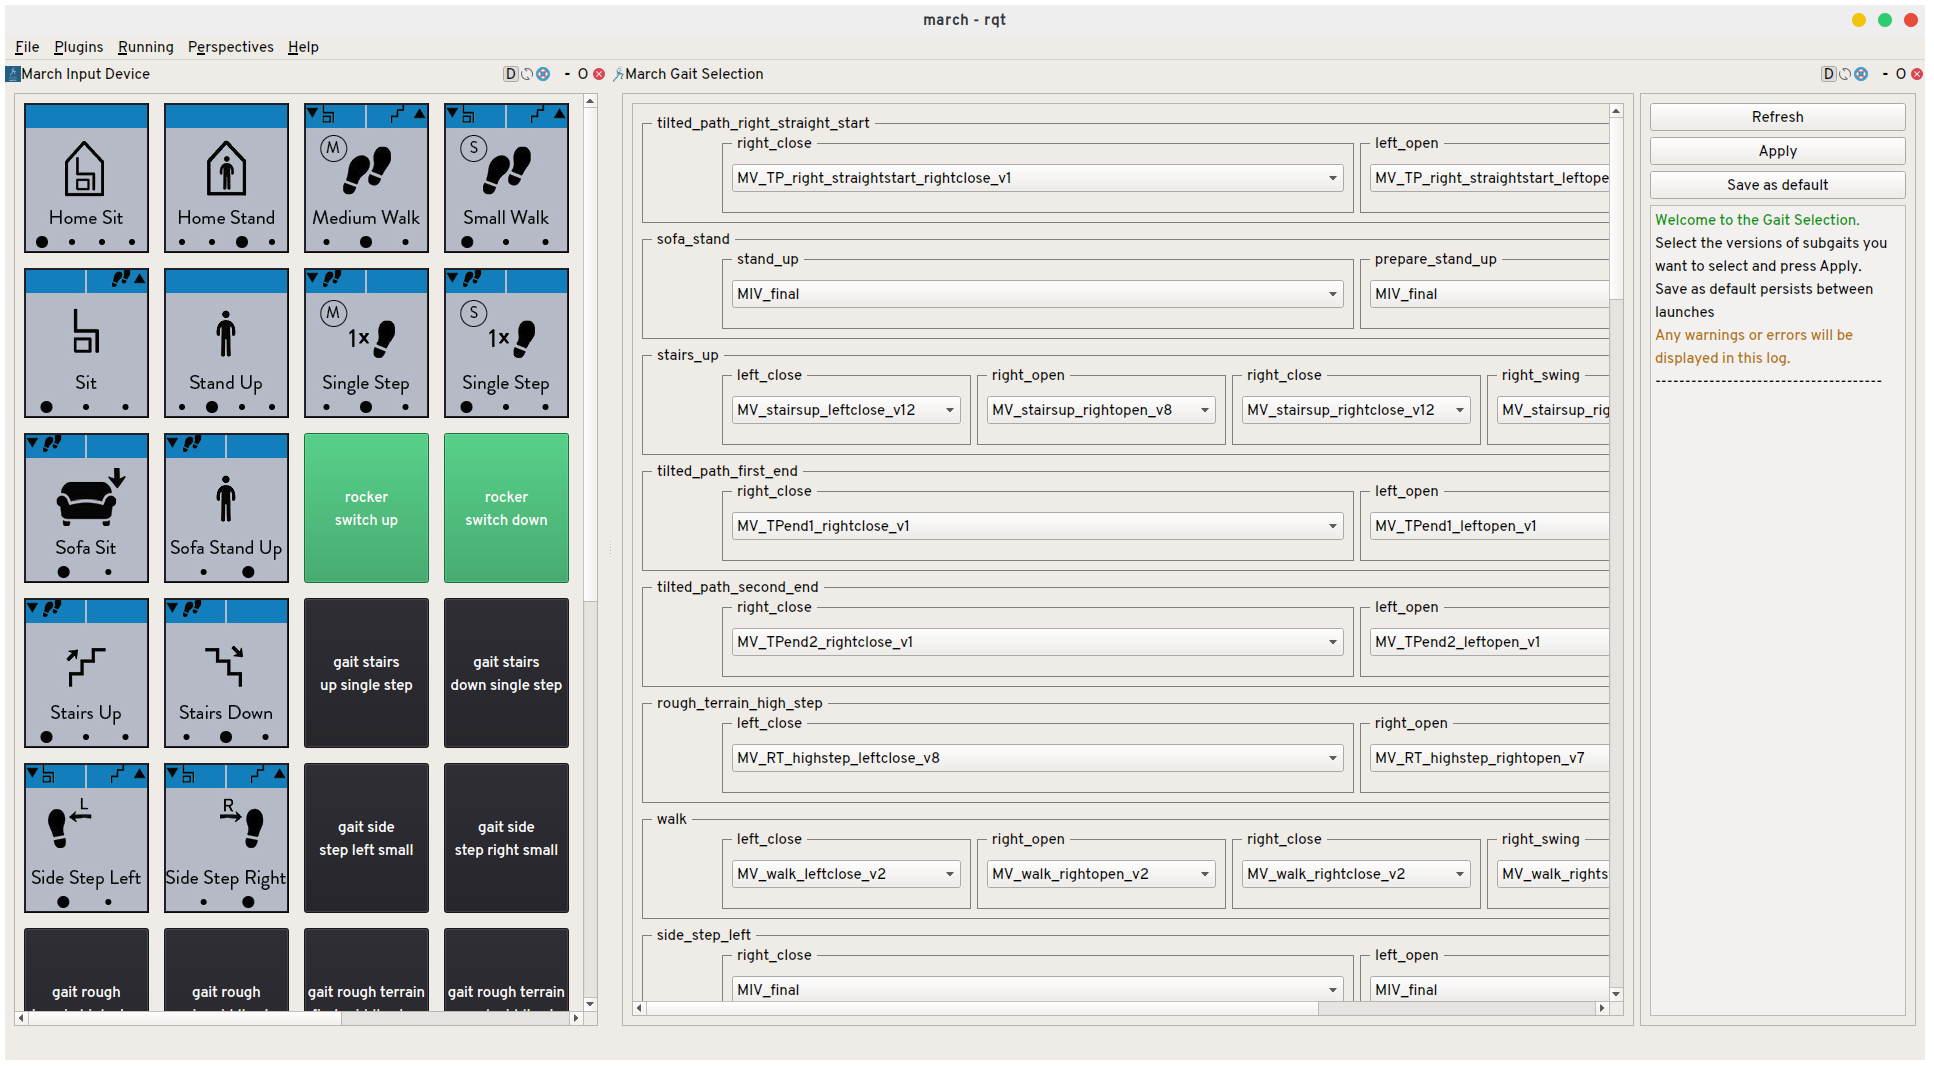 march - rqt
File Plugins Running Perspectives Help
March Input Device
D
- O
March Gait Selection
D
- O
Home Sit
Home Stand
M
Medium Walk
S
Small Walk
Sit
Stand Up
M
1x
Single Step
S
1x
Single Step
Sofa Sit
Sofa Stand Up
rocker
switch up
rocker
switch down
Stairs Up
Stairs Down
gait stairs
up single step
gait stairs
down single step
L
Side Step Left
R
Side Step Right
gait side
step left small
gait side
step right small
gait rough
gait rough
gait rough terrain
gait rough terrain
tilted_path_right_straight_start
right_close
left_open
MV_TP_right_straightstart_rightclose_v1
MV_TP_right_straightstart_leftope
sofa_stand
stand_up
prepare_stand_up
MIV_final
MIV_final
stairs_up
left_close
right_open
right_close
right_swing
MV_stairsup_leftclose_v12
MV_stairsup_rightopen_v8
MV_stairsup_rightclose_v12
MV_stairsup_rig
tilted_path_first_end
right_close
left_open
MV_TPend1_rightclose_v1
MV_TPend1_leftopen_v1
tilted_path_second_end
right_close
left_open
MV_TPend2_rightclose_v1
MV_TPend2_leftopen_v1
rough_terrain_high_step
left_close
right_open
MV_RT_highstep_leftclose_v8
MV_RT_highstep_rightopen_v7
walk
left_close
right_open
right_close
right_swing
MV_walk_leftclose_v2
MV_walk_rightopen_v2
MV_walk_rightclose_v2
MV_walk_rights
side_step_left
right_close
left_open
MIV_final
MIV_final
Refresh
Apply
Save as default
Welcome to the Gait Selection.
Select the versions of subgaits you
want to select and press Apply.
Save as default persists between
launches
Any warnings or errors will be
displayed in this log.
--------------------------------------